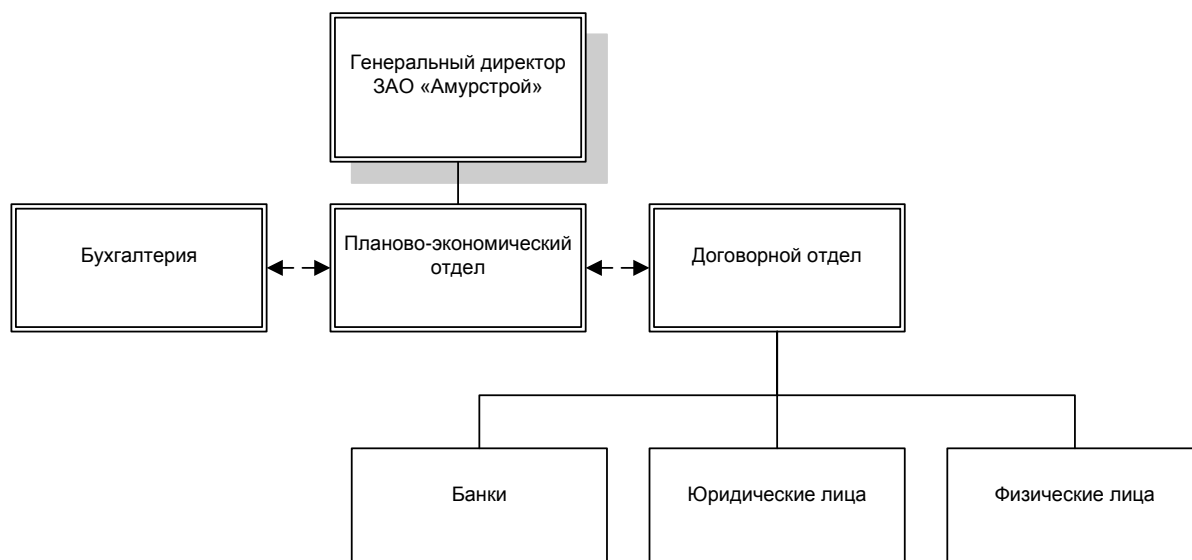 Генеральный директор
ЗАО «Амурстрой»
Бухгалтерия
Планово-экономический
отдел
Договорной отдел
Банки
Юридические лица
Физические лица